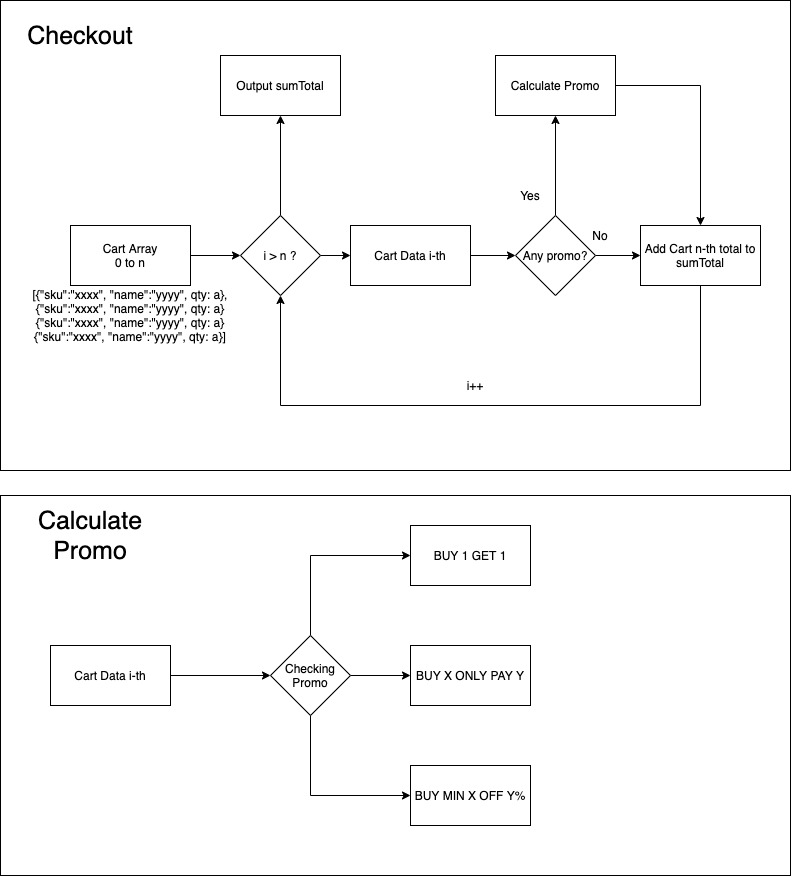 Checkout
Output sumTotal
Calculate Promo
Yes
No
Cart Array
0 to n
i > n ?
Cart Data i-th
Any promo?
Add Cart n-th total to
sumTotal
[{"sku":"xxxx", "name":"yyyy", qty: a},
{"sku":"xxxx", "name":"yyyy", qty: a}
{"sku":"xxxx", "name":"yyyy", qty: a}
{"sku":"xxxx", "name":"yyyy", qty: a}]
i++
Calculate
Promo
BUY 1 GET 1
Cart Data i-th
Checking
Promo
BUY X ONLY PAY Y
BUY MIN X OFF Y%